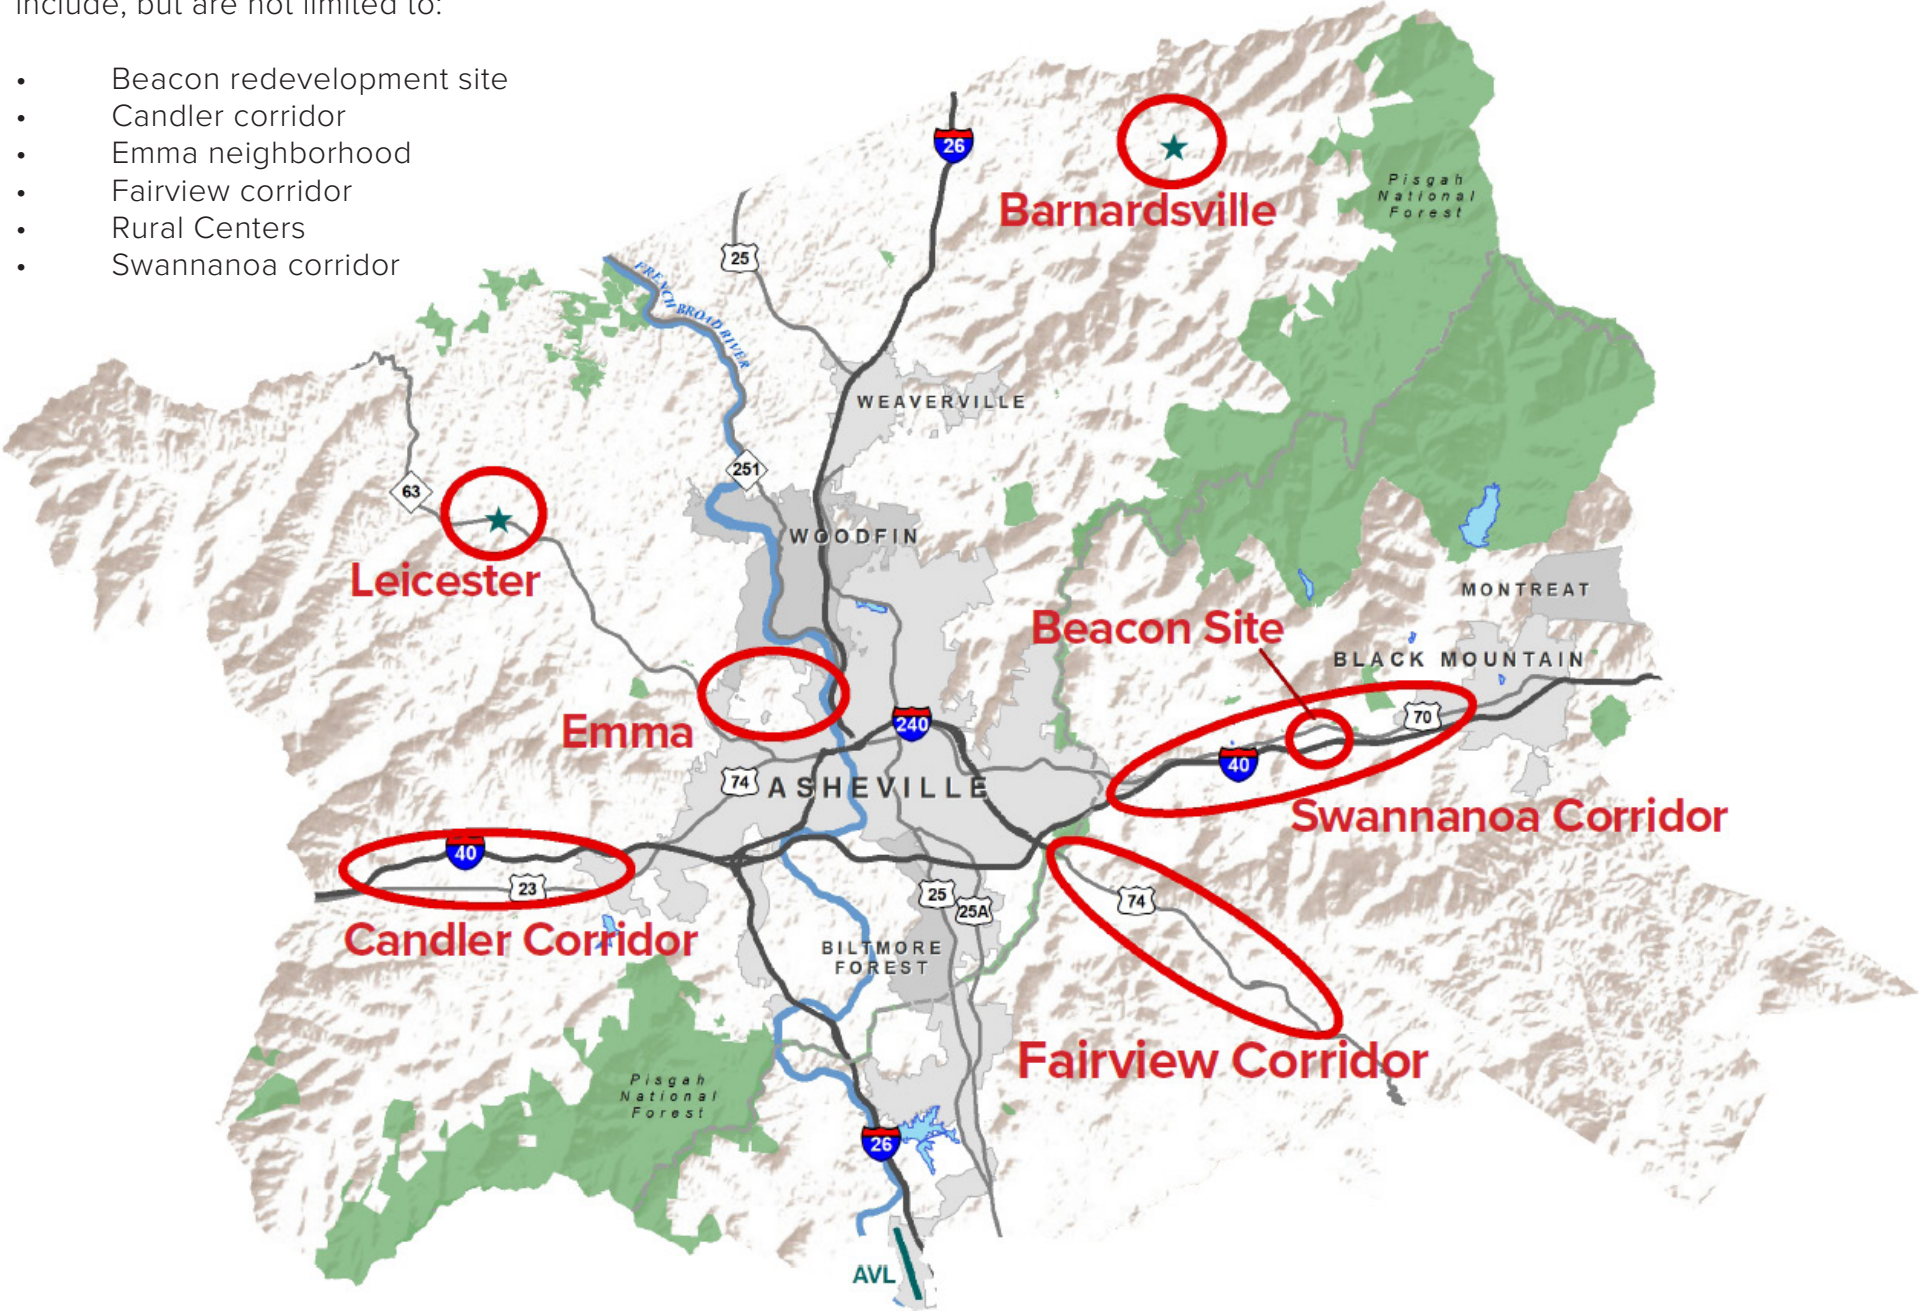 include, but are not limited to:
• Beacon redevelopment site
• Candler corridor
• Emma neighborhood
• Fairview corridor
• Rural Centers
• Swannanoa corridor
26
Barnardsville
Pisgah
National
Forest
25
FRENCH BROAD RIVER
WEAVERVILLE
251
63
WOODFIN
Leicester
MONTREAT
Beacon Site
BLACK MOUNTAIN
Emma
240
70
40
74
ASHEVILLE
Swannanoa Corridor
40
23
25
25A
74
Candler Corridor
BILTMORE
FOREST
Fairview Corridor
Pisgah
National
Forest
26
AVL